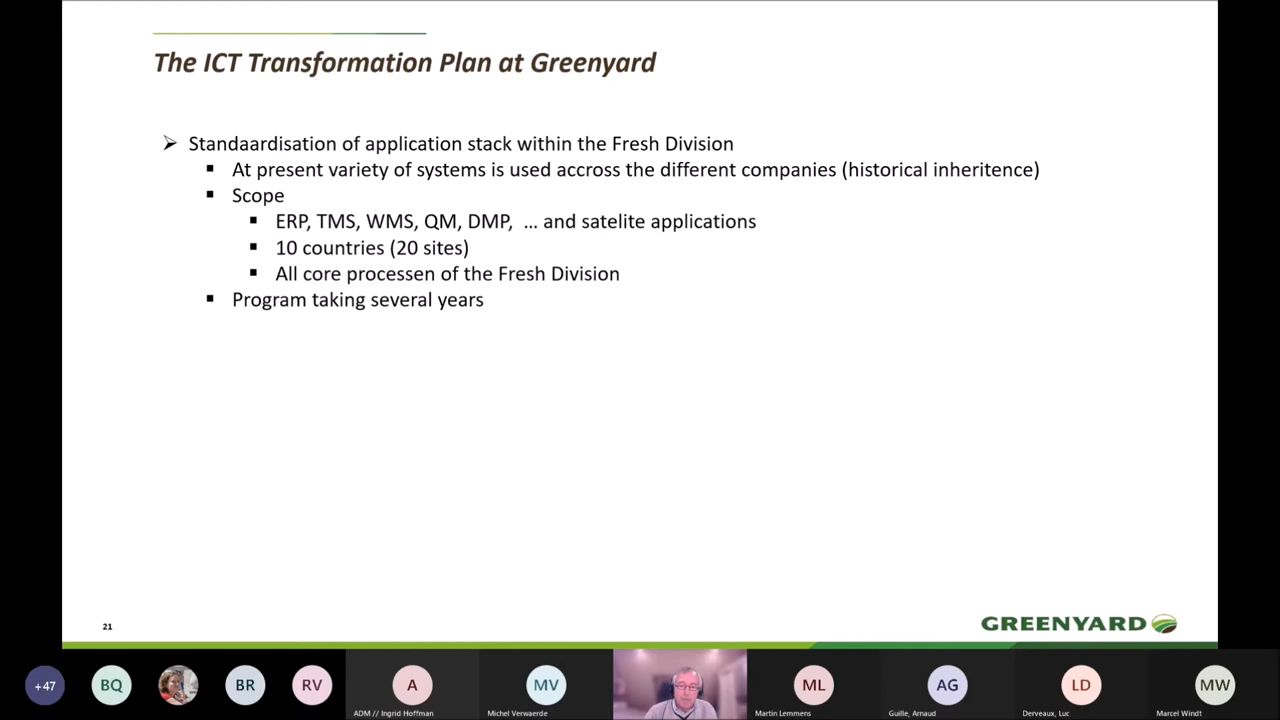 The ICT Transformation Plan at Greenyard
Standaardisation of application stack within the Fresh Division
At present variety of systems is used accross the different companies (historical inheritence)
Scope
ERP, TMS, WMS, QM, DMP, ... and satelite applications
10 countries (20 sites)
All core processen of the Fresh Division
Program taking several years
21
GREENYARD
+47
BQ
BR
RV
A
MV
ML
AG
LD
MW
ADM // Ingrid Hoffman
Michel Verwaerde
Martin Lemmens
Guille, Arnaud
Derveaux, Luc
Marcel Windt